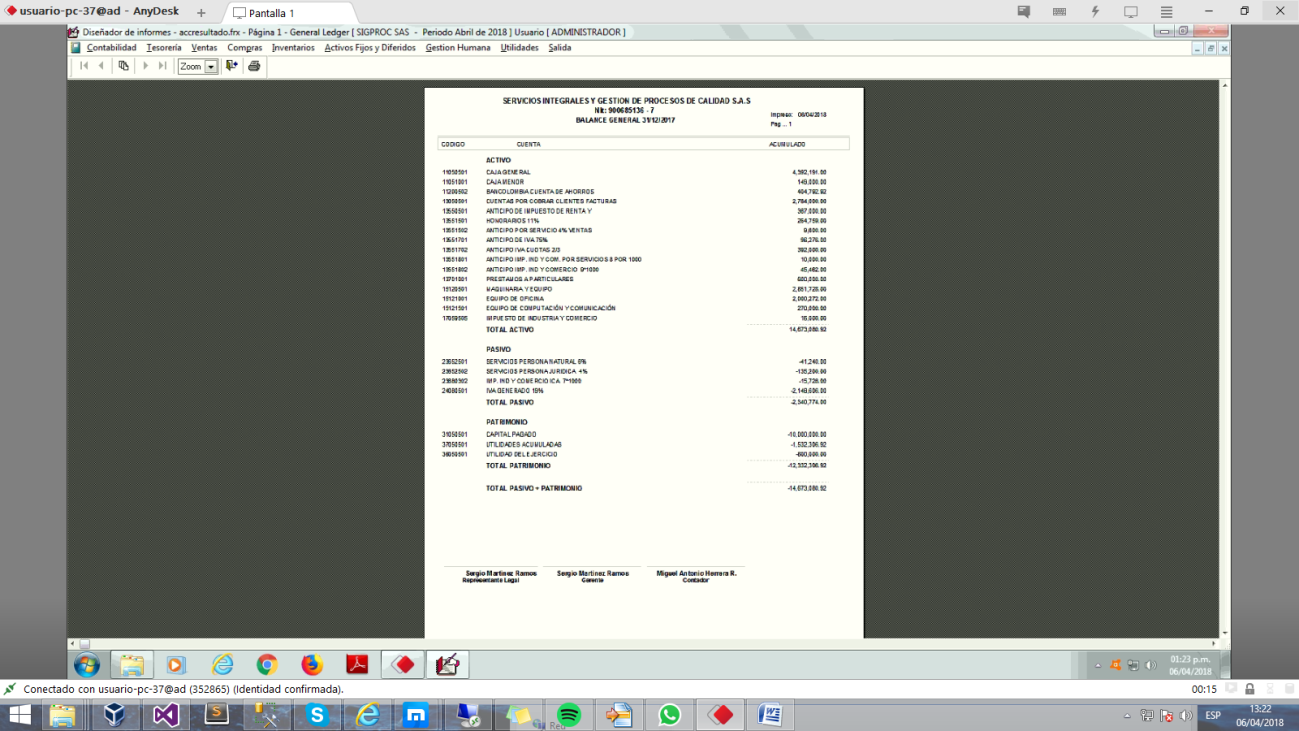 usuario-pc-37@ad - AnyDesk
Pantalla 1
Diseñador de informes - accresultado.frx - Página 1 - General Ledger [ SIGPROC SAS - Periodo Abril de 2018 ] Usuario [ ADMINISTRADOR ]
Contabilidad Tesorería Ventas Compras Inventarios Activos Fijos y Diferidos Gestion Humana Utilidades Salida
Zoom
SERVICIOS INTEGRALES Y GESTION DE PROCESOS DE CALIDAD S.A.S
Nit: 900685136 - 7
BALANCE GENERAL 31/12/2017
Impreso: 06/04/2018
Pag ... 1
CODIGO CUENTA ACUMULADO
ACTIVO
11050501 CAJA GENERAL 4,392,191.00
11051001 CAJA MENOR 149,000.00
11200502 BANCOLOMBIA CUENTA DE AHORROS 464,792.92
13050501 CUENTAS POR COBRAR CLIENTES FACTURAS 2,784,000.00
13550501 ANTICIPO DE IMPUESTO DE RENTA Y 367,000.00
13551501 HONORARIOS 11% 264,759.00
13551502 ANTICIPO POR SERVICIO 4% VENTAS 9,600.00
13551701 ANTICIPO DE IVA 75% 96,276.00
13551702 ANTICIPO IVA CUOTAS 2/3 392,000.00
13551801 ANTICIPO IMP. IND Y COM. POR SERVICIOS 8 POR 1000 10,000.00
13551802 ANTICIPO IMP. IND Y COMERCIO 9*1000 45,462.00
PRESTAMOS A PARTICULARES
15120501 MAQUINARIA Y EQUIPO 2,851,728.00
15121001 EQUIPO DE OFICINA 2,000,272.00
15121501 EQUIPO DE COMPUTACIÓN Y COMUNICACIÓN 270,000.00
IMPUESTO DE INDUSTRIA Y COMERCIO 16,000.00
TOTAL ACTIVO 14,673,080.92
PASIVO
23652501 SERVICIOS PERSONA NATURAL 6% -41,240.00
23652502 SERVICIOS PERSONA JURIDICA 4% -135,200.00
IMP. IND Y COMERCIO ICA 7*1000 -15,728.00
24080501 IVA GENERADO 19% -2,148,606.00
TOTAL PASIVO -2,340,774.00
PATRIMONIO
31050501 CAPITAL PAGADO -10,000,000.00
37050501 UTILIDADES ACUMULADAS -1,532,306.92
36050501 UTILIDAD DEL EJERCICIO -800,000.00
TOTAL PATRIMONIO -12,332,306.92
TOTAL PASIVO + PATRIMONIO -14,673,080.92
Sergio Martinez Ramos Sergio Martinez Ramos Miguel Antonio Herrera R.
Representante Legal Gerente Contador
01:23 p.m.
06/04/2018
Conectado con usuario-pc-37@ad (352865) (Identidad confirmada).
00:15
Red
ESP
13:22
06/04/2018